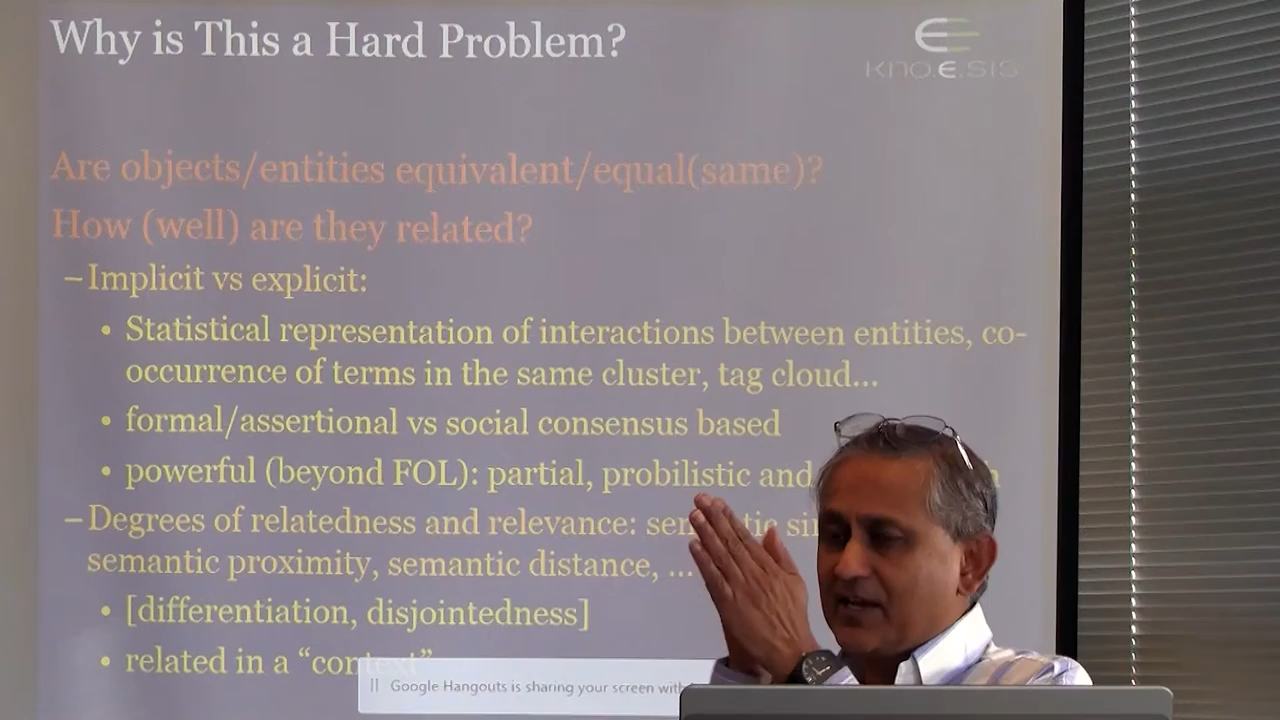 Why is This a Hard Problem?
kno.e.sis
Are objects/entities equivalent/equal(same)?
How (well) are they related?
– Implicit vs explicit:
• Statistical representation of interactions between entities, co-
occurrence of terms in the same cluster, tag cloud...
• formal/assertional vs social consensus based
• powerful (beyond FOL): partial, probilistic and
– Degrees of relatedness and relevance:
semantic proximity, semantic distance, ...
• [differentiation, disjointedness]
• related in a “context”
Google Hangouts is sharing your screen with